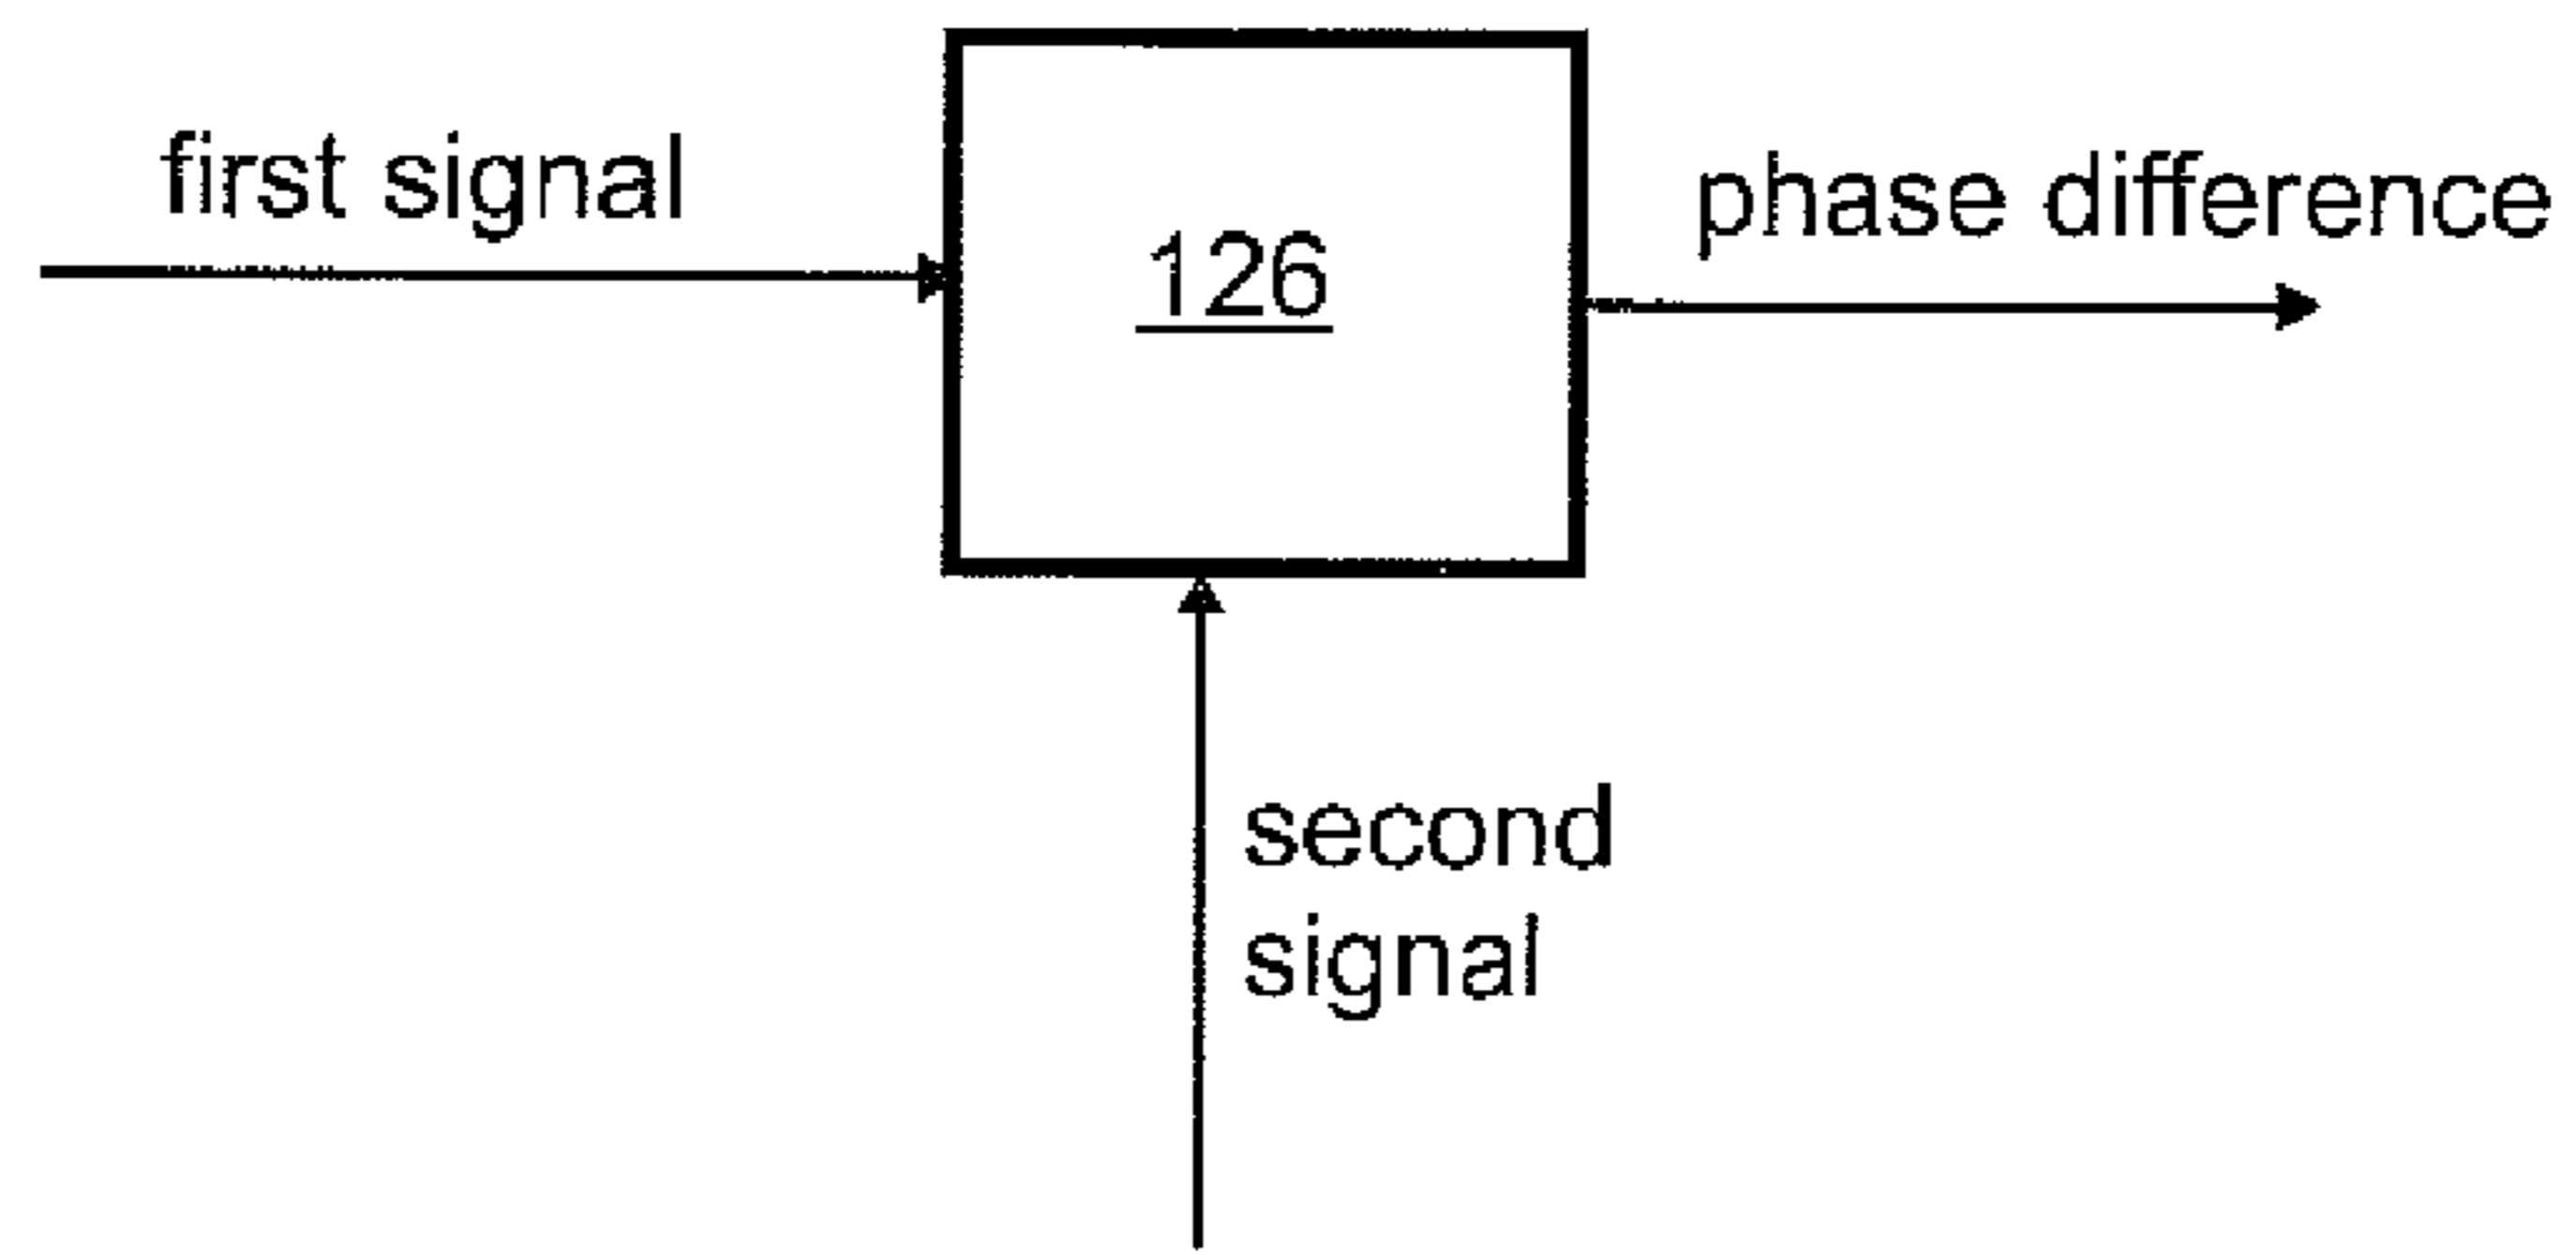 first signal
126
phase difference
second
signal